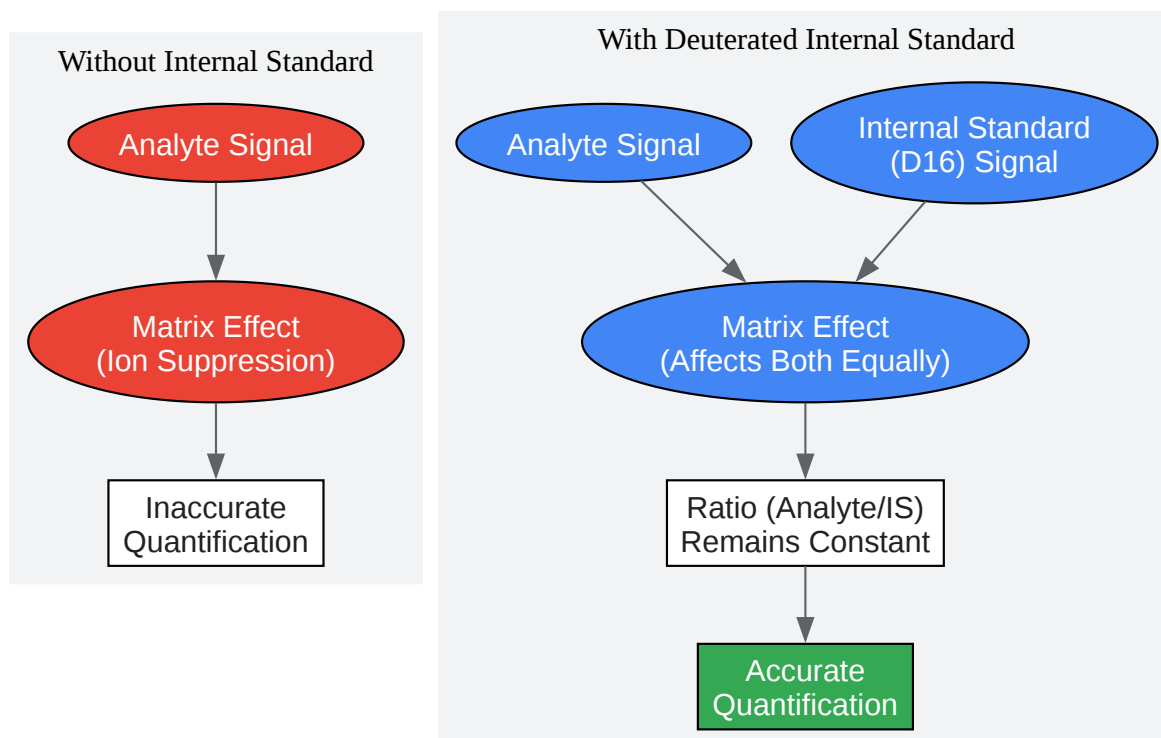 Without Internal Standard
Analyte Signal
Matrix Effect
(Ion Suppression)
Inaccurate
Quantification
With Deuterated Internal Standard
Analyte Signal
Internal Standard
(D16) Signal
Matrix Effect
(Affects Both Equally)
Ratio (Analyte/IS)
Remains Constant
Accurate
Quantification